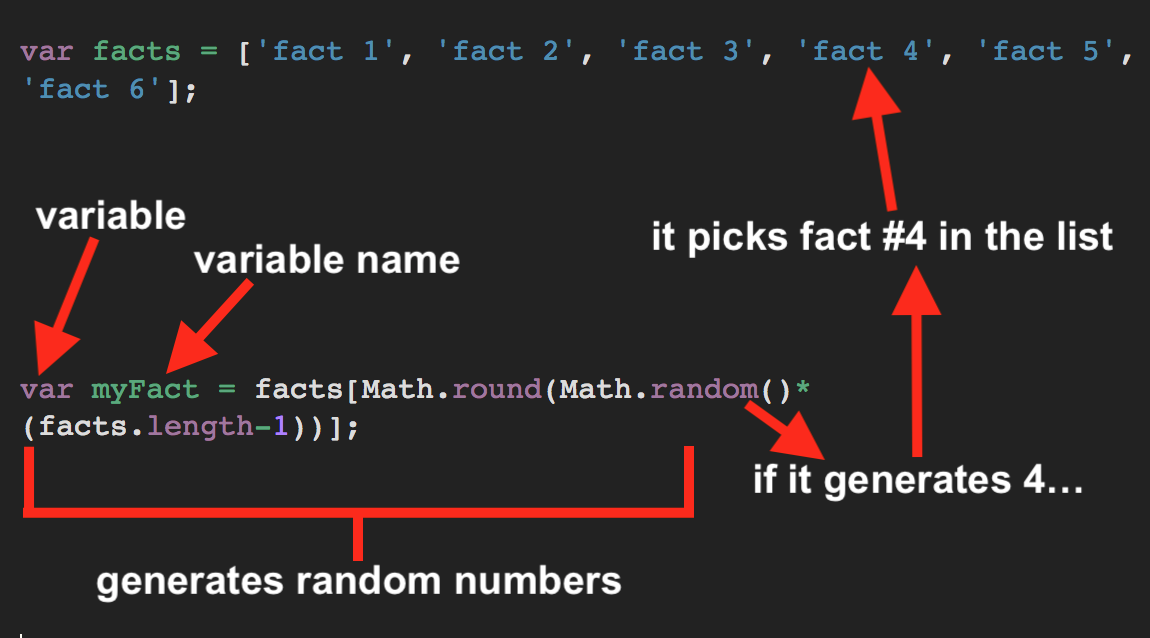 var facts = ['fact 1', 'fact 2', 'fact 3', 'fact 4', 'fact 5',
'fact 6'];
variable
variable name
it picks fact #4 in the list
var myFact = facts[Math.round(Math.random()*
(facts.length-1))];
if it generates 4…
generates random numbers